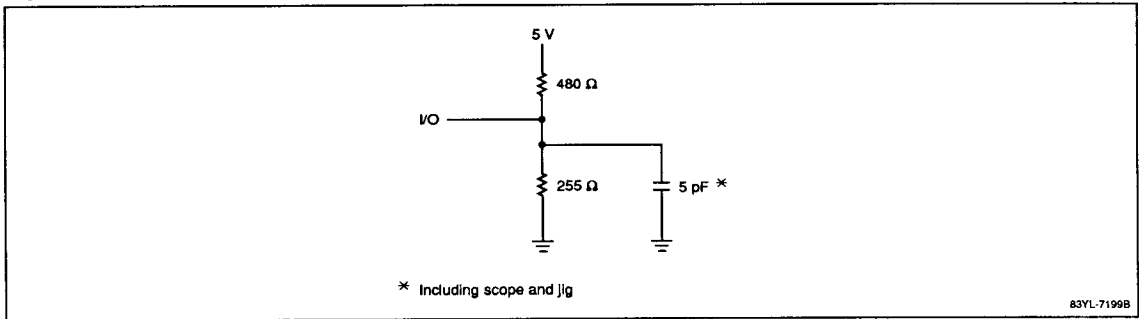 5 V
480 Ω
I/O
255 Ω
5 pF *
* Including scope and jig
83YL-7199B